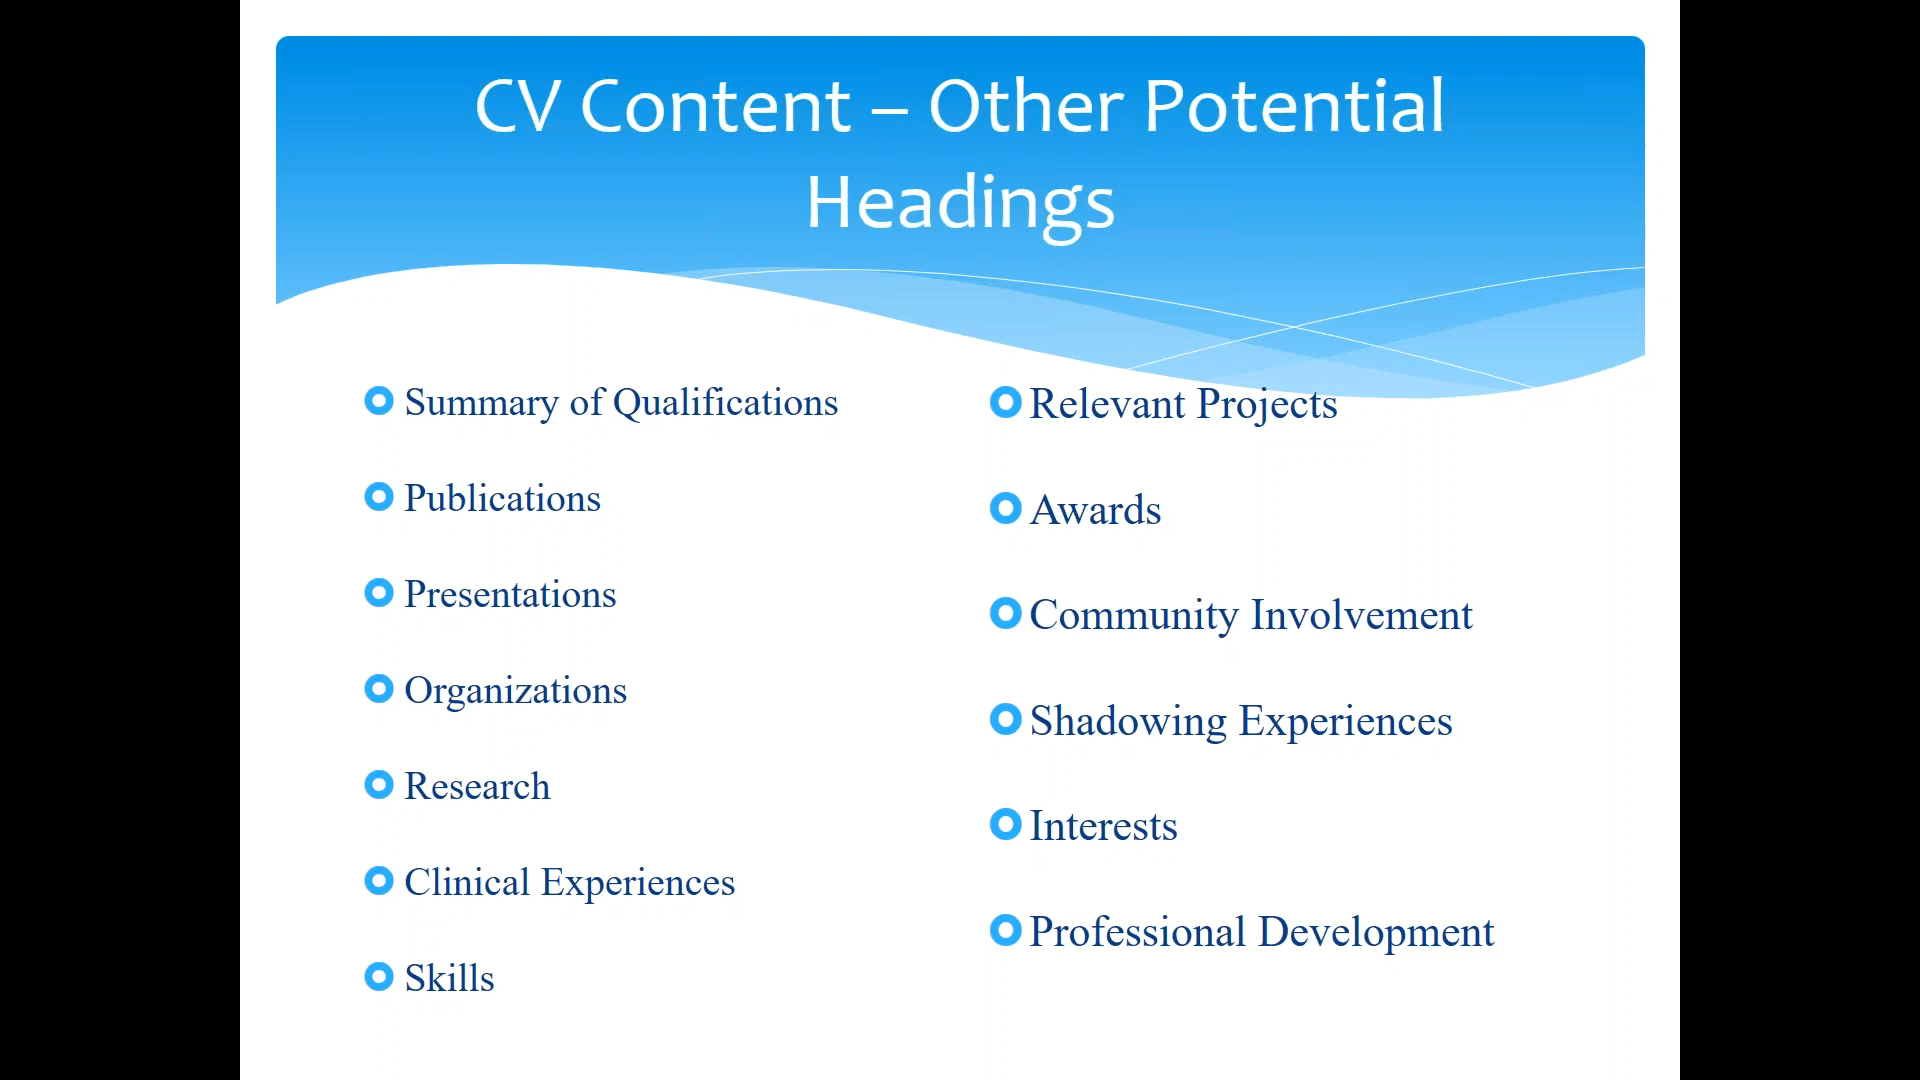 CV Content – Other Potential
Headings
Summary of Qualifications
Publications
Presentations
Organizations
Research
Clinical Experiences
Skills
Relevant Projects
Awards
Community Involvement
Shadowing Experiences
Interests
Professional Development